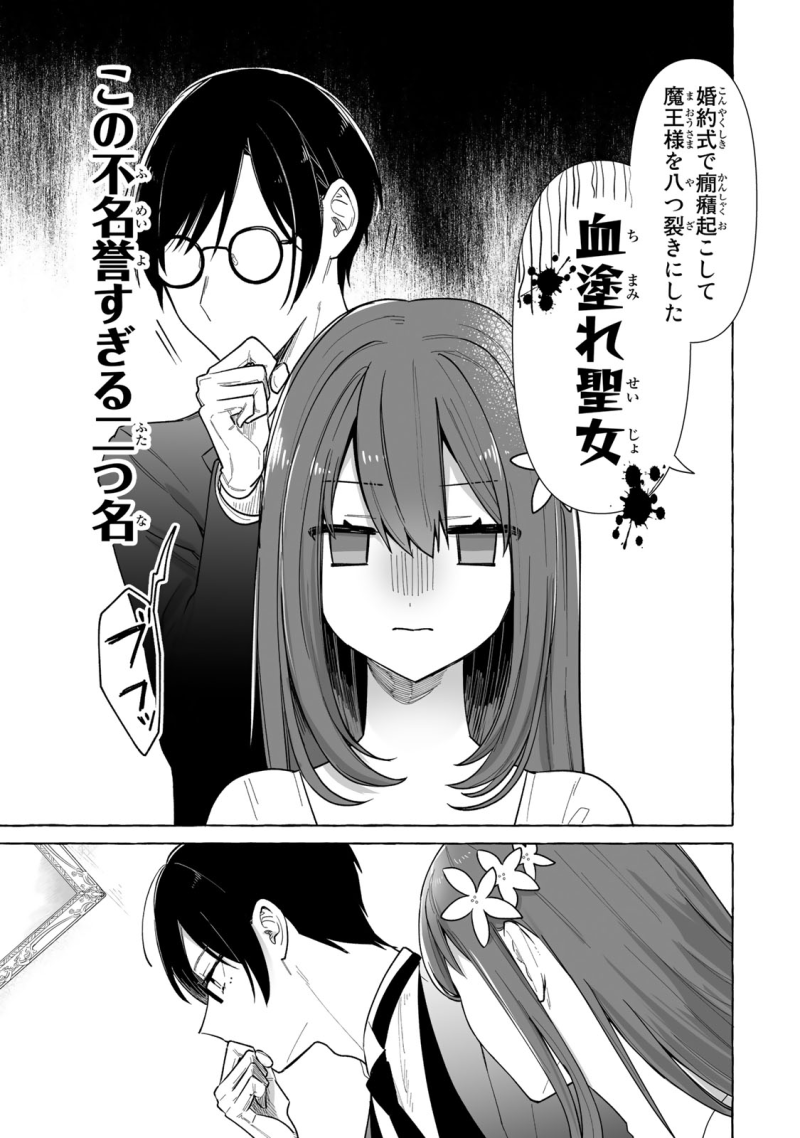 婚約式で癇癪起こして
魔王様を八つ裂きにした
血塗れ聖女
この不名誉すぎる二つ名
ブブッ